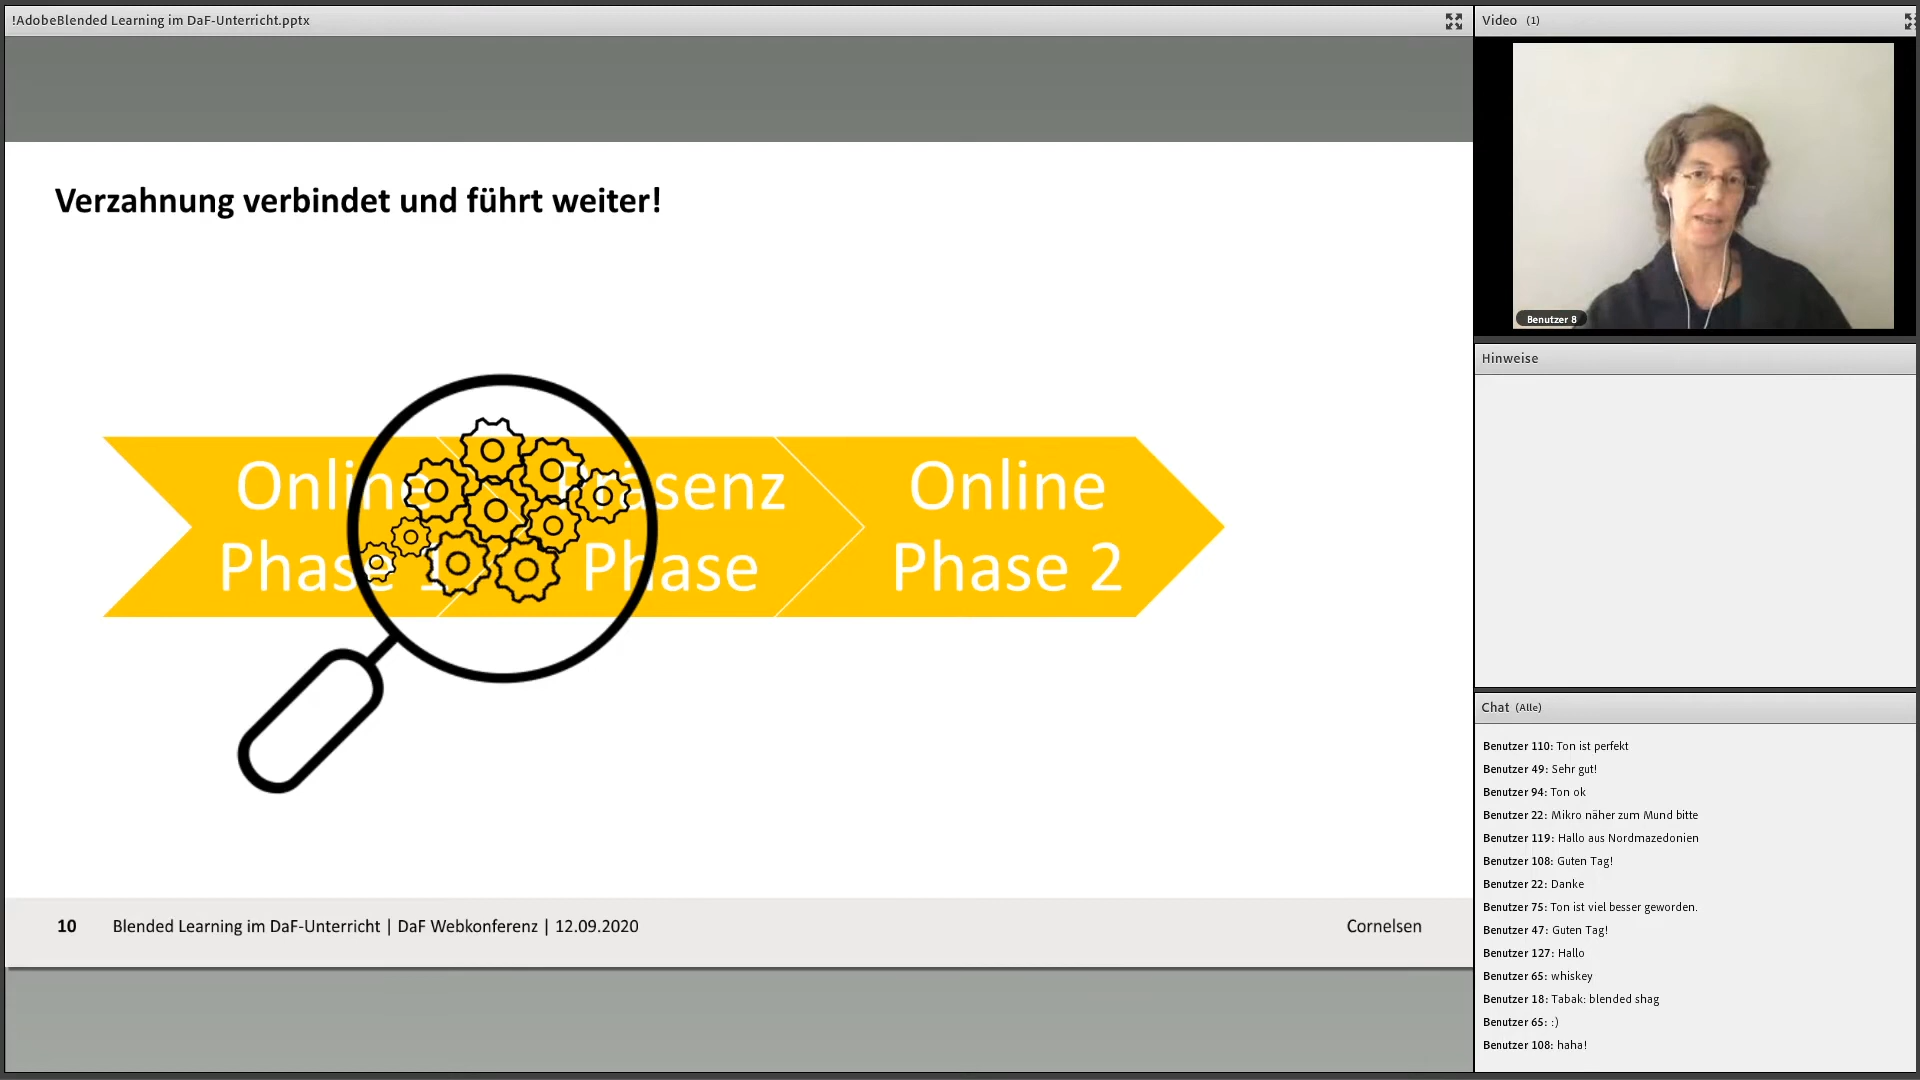 !AdobeBlended Learning im DaF-Unterricht.pptx
Verzahnung verbindet und führt weiter!
Online
Phase 1
Präsenz
Phase
Online
Phase 2
10 Blended Learning im DaF-Unterricht | DaF Webkonferenz | 12.09.2020 Cornelsen
Video (1)
Benutzer 8
Hinweise
Chat (Alle)
Benutzer 110: Ton ist perfekt
Benutzer 49: Sehr gut!
Benutzer 94: Ton ok
Benutzer 22: Mikro näher zum Mund bitte
Benutzer 119: Hallo aus Nordmazedonien
Benutzer 108: Guten Tag!
Benutzer 22: Danke
Benutzer 75: Ton ist viel besser geworden.
Benutzer 47: Guten Tag!
Benutzer 127: Hallo
Benutzer 65: whiskey
Benutzer 18: Tabak: blended shag
Benutzer 65: :)
Benutzer 108: haha!